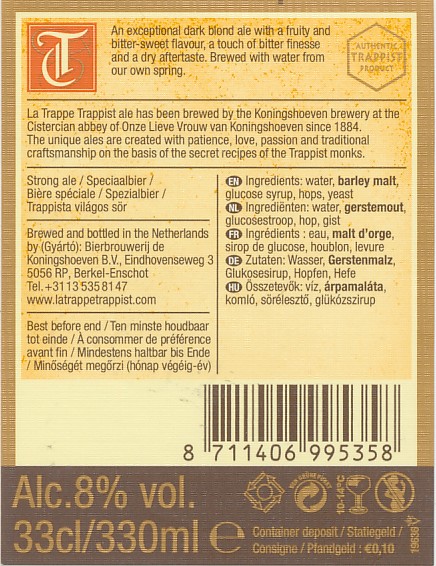 T
An exceptional dark blond ale with a fruity and
bitter-sweet flavour, a touch of bitter finesse
and a dry aftertaste. Brewed with water from
our own spring.
AUTHENTIC
TRAPPIST
PRODUCT
La Trappe Trappist ale has been brewed by the Koningshoeven brewery at the
Cistercian abbey of Onze Lieve Vrouw van Koningshoeven since 1884.
The unique ales are created with patience, love, passion and traditional
craftsmanship on the basis of the secret recipes of the Trappist monks.
Strong ale / Speciaalbier /
Bière spéciale / Spezialbier /
Trappista világos sör
Brewed and bottled in the Netherlands
by (Gyártó): Bierbrouwerij de
Koningshoeven B.V., Eindhovenseweg 3
5056 RP, Berkel-Enschot
Tel.+31 13 535 81 47
www.latrappetrappist.com
Best before end / Ten minste houdbaar
tot einde / À consommer de préférence
avant fin / Mindestens haltbar bis Ende
/ Minőségét megőrzi (hónap végéig-év)
EN Ingredients: water, barley malt,
glucose syrup, hops, yeast
NL Ingrediënten: water, gerstemout,
glucosestroop, hop, gist
FR Ingrédients : eau, malt d'orge,
sirop de glucose, houblon, levure
DE Zutaten: Wasser, Gerstenmalz,
Glukosesirup, Hopfen, Hefe
HU Összetevők: víz, árpamaláta,
komló, sörélesztő, glükózszirup
8 711406 995358
Alc.8% vol.
33cl/330ml e
DER GRÜNE PUNKT
10-14°C
19636
Container deposit / Statiegeld /
Consigne / Pfandgeld : €0,10